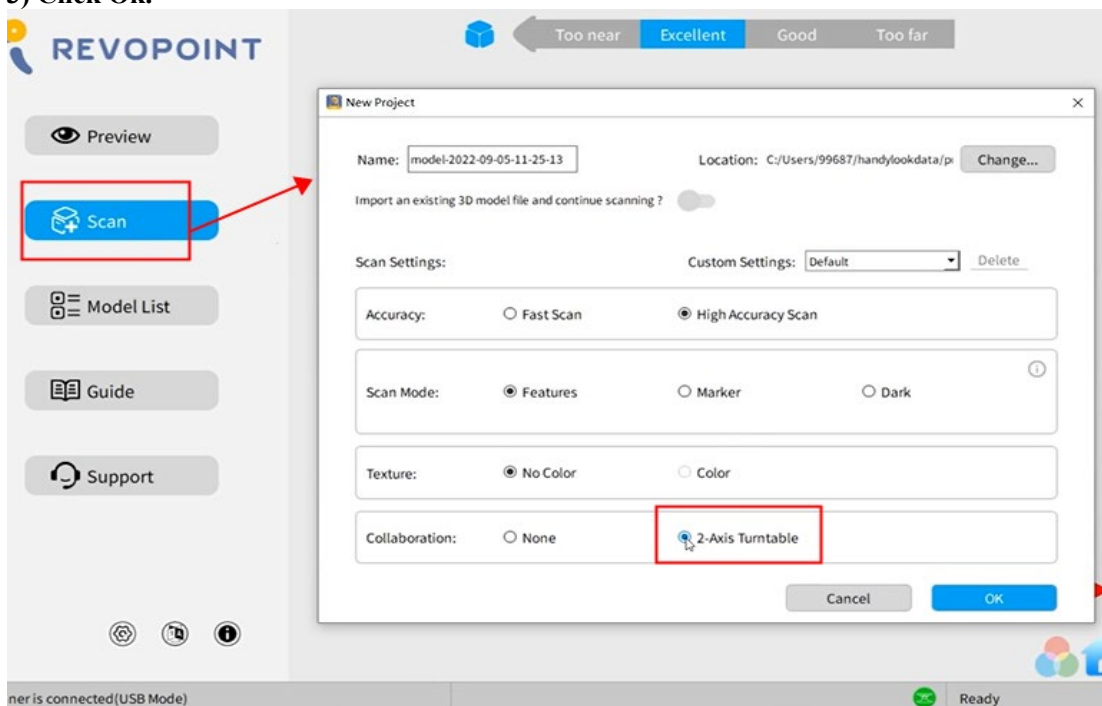 3) Click Ok.
REVOPOINT
Too near Excellent Good Too far
New Project
Preview
Name: model-2022-09-05-11-25-13 Location: C:/Users/99687/handylookdata/p Change...
Import an existing 3D model file and continue scanning ?
Scan
Scan Settings: Custom Settings: Default Delete
Model List
Accuracy: Fast Scan High Accuracy Scan
Guide
Scan Mode: Features Marker Dark
Support
Texture: No Color Color
Collaboration: None 2-Axis Turntable
Cancel OK
ner is connected(USB Mode) Ready